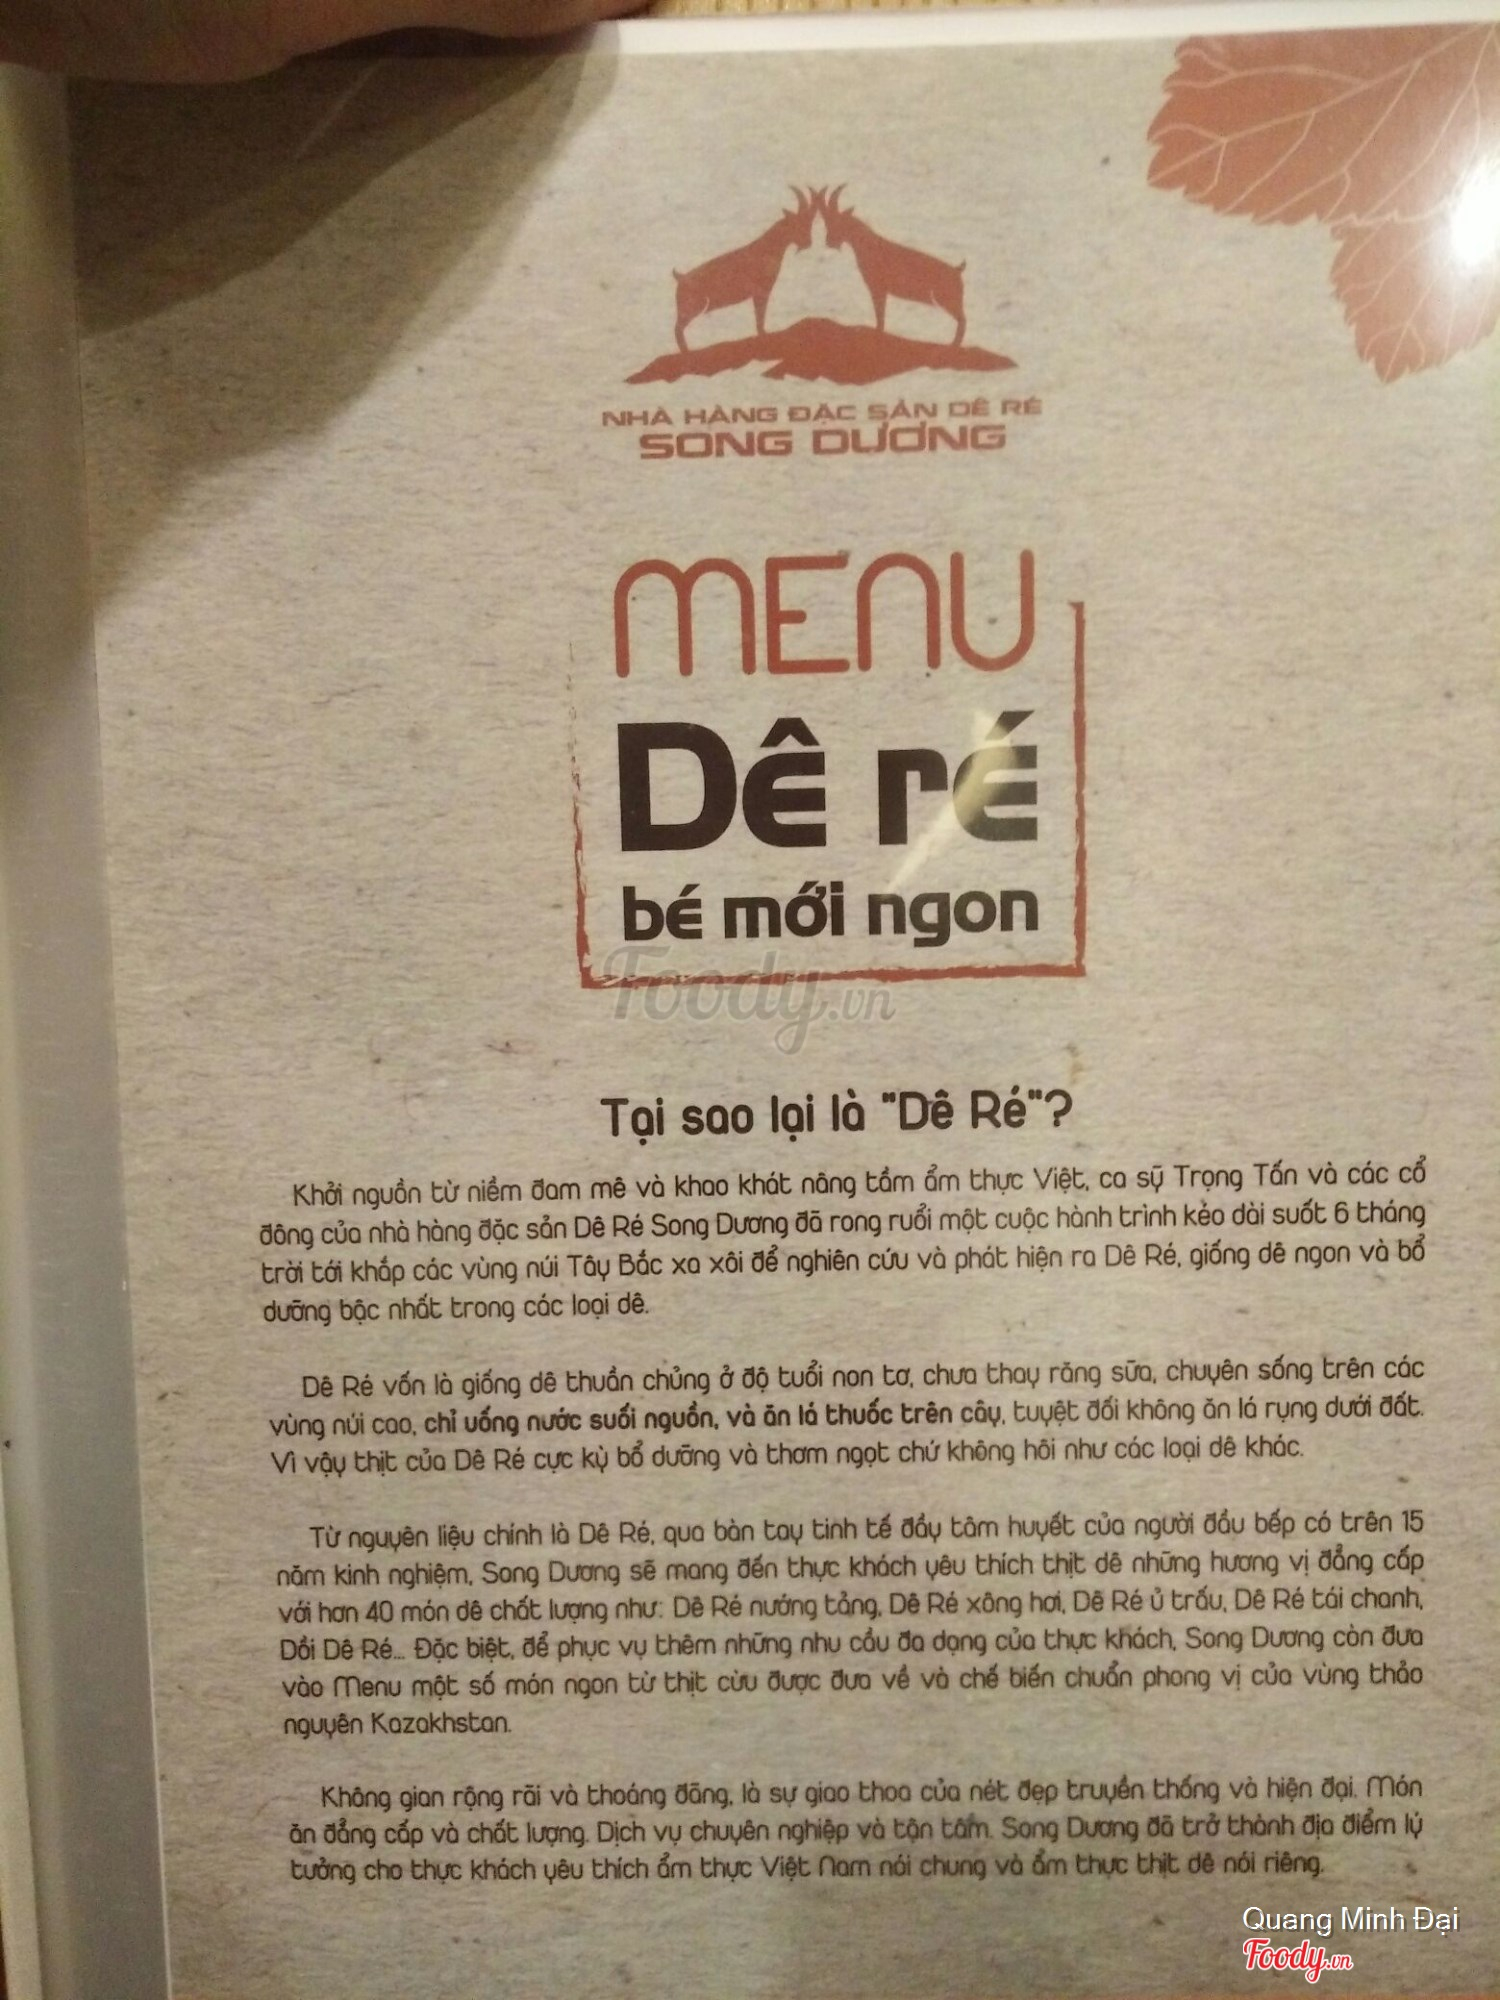 NHÀ HÀNG ĐẶC SẢN DÊ RÉ
SONG DƯƠNG
MENU
Dê ré
bé mới ngon
Foody.vn
Tại sao lại là "Dê Ré"?
Khởi nguồn từ niềm đam mê và khao khát nâng tầm ẩm thực Việt, ca sỹ Trọng Tấn và các cổ
đông của nhà hàng đặc sản Dê Ré Song Dương đã rong ruổi một cuộc hành trình kéo dài suốt 6 tháng
trời tới khắp các vùng núi Tây Bắc xa xôi để nghiên cứu và phát hiện ra Dê Ré, giống dê ngon và bổ
dưỡng bậc nhất trong các loại dê.
Dê Ré vốn là giống dê thuần chủng ở độ tuổi non tơ, chưa thay răng sữa, chuyên sống trên các
vùng núi cao, chỉ uống nước suối nguồn, và ăn lá thuốc trên cây, tuyệt đối không ăn lá rụng dưới đất.
Vì vậy thịt của Dê Ré cực kỳ bổ dưỡng và thơm ngọt chứ không hôi như các loại dê khác.
Từ nguyên liệu chính là Dê Ré, qua bàn tay tinh tế đầy tâm huyết của người đầu bếp có trên 15
năm kinh nghiệm, Song Dương sẽ mang đến thực khách yêu thích thịt dê những hương vị đẳng cấp
với hơn 40 món dê chất lượng như: Dê Ré nướng tảng, Dê Ré xông hơi, Dê Ré ủ trấu, Dê Ré tái chanh,
Dồi Dê Ré... Đặc biệt, để phục vụ thêm những nhu cầu đa dạng của thực khách, Song Dương còn đưa
vào Menu một số món ngon từ thịt cừu được đưa về và chế biến chuẩn phong vị của vùng thảo
nguyên Kazakhstan.
Không gian rộng rãi và thoáng đãng, là sự giao thoa của nét đẹp truyền thống và hiện đại. Món
ăn đẳng cấp và chất lượng. Dịch vụ chuyên nghiệp và tận tâm. Song Dương đã trở thành địa điểm lý
tưởng cho thực khách yêu thích ẩm thực Việt Nam nói chung và ẩm thực thịt dê nói riêng.
Quang Minh Đại
Foody.vn